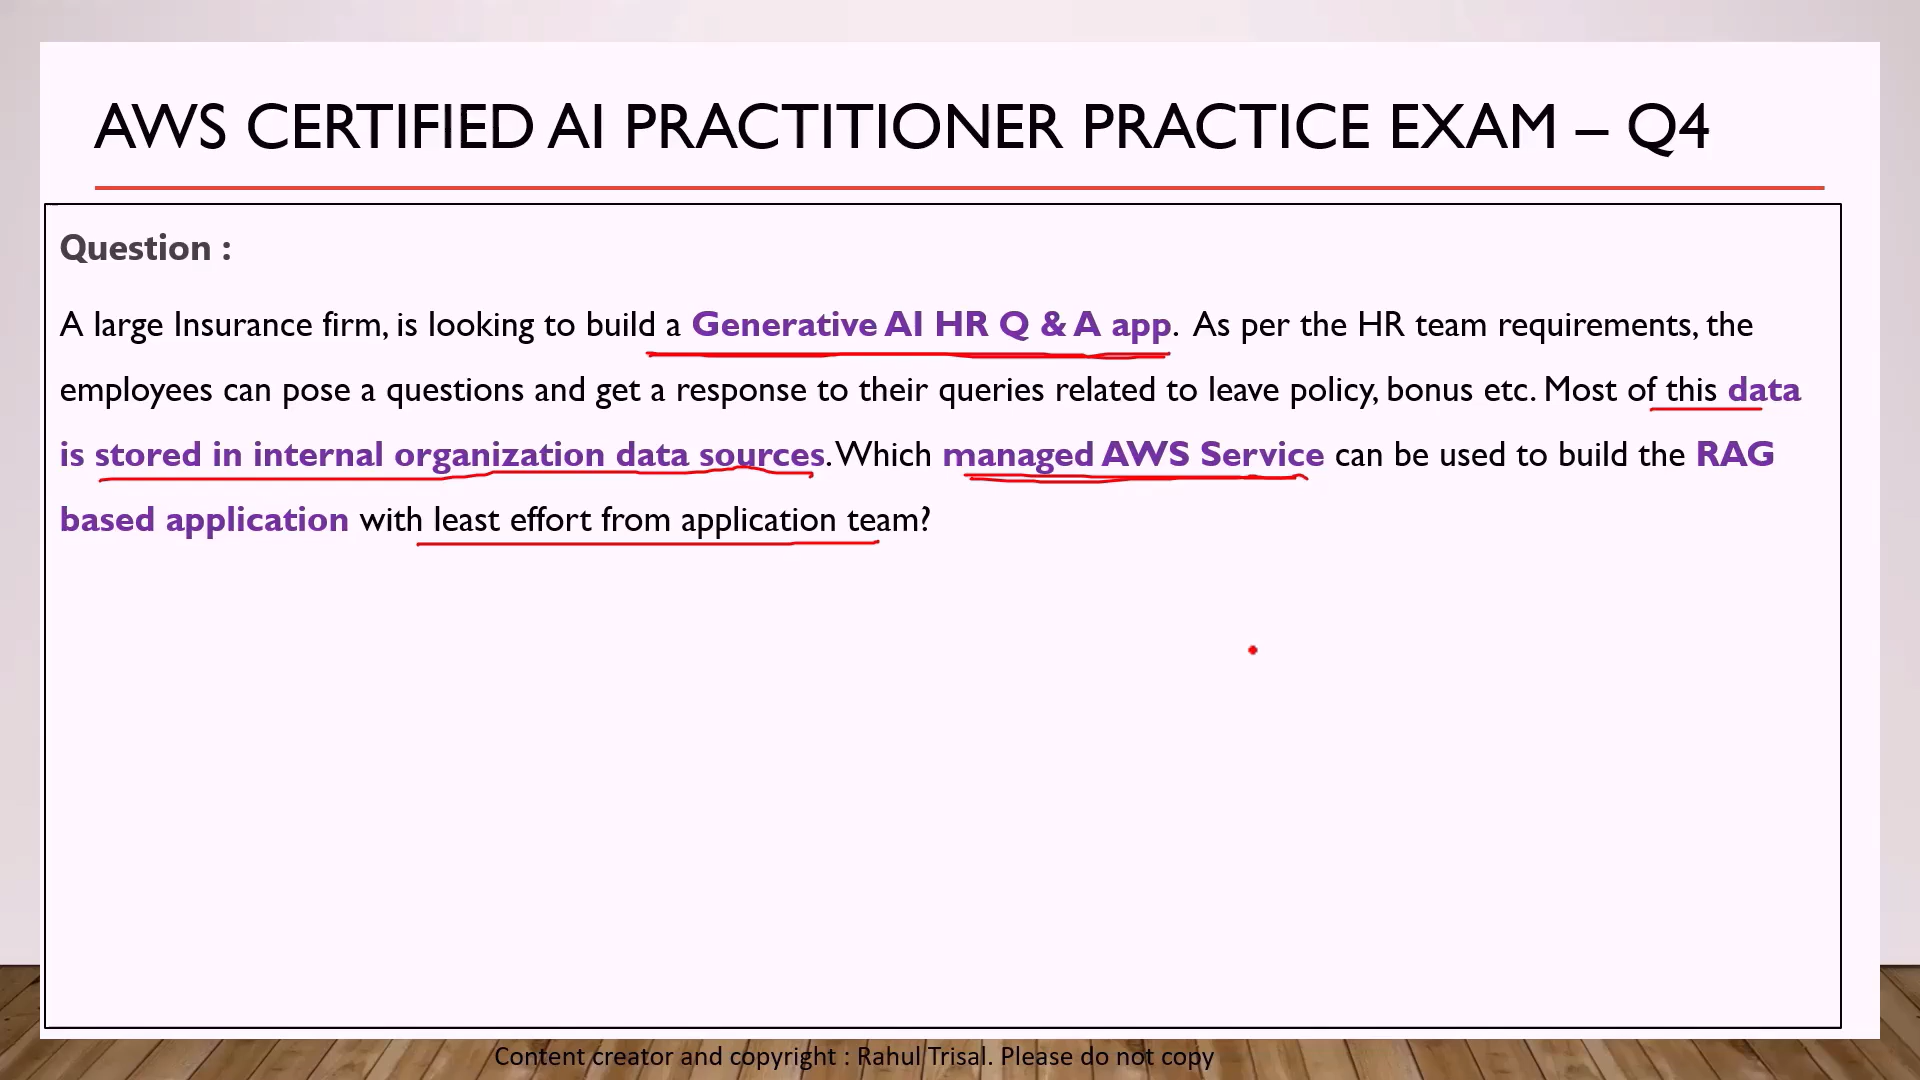 AWS CERTIFIED AI PRACTITIONER PRACTICE EXAM – Q4
Question :
A large Insurance firm, is looking to build a Generative AI HR Q & A app. As per the HR team requirements, the
employees can pose a questions and get a response to their queries related to leave policy, bonus etc. Most of this data
is stored in internal organization data sources. Which managed AWS Service can be used to build the RAG
based application with least effort from application team?
Content creator and copyright : Rahul Trisal. Please do not copy